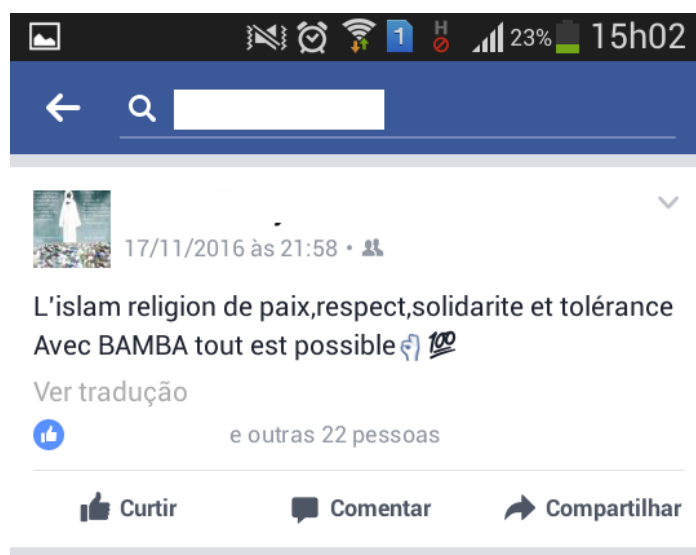 1 H 23% 15h02
17/11/2016 às 21:58 •
L'islam religion de paix,respect,solidarite et tolérance
Avec BAMBA tout est possible 💯
Ver tradução
e outras 22 pessoas
Curtir Comentar Compartilhar